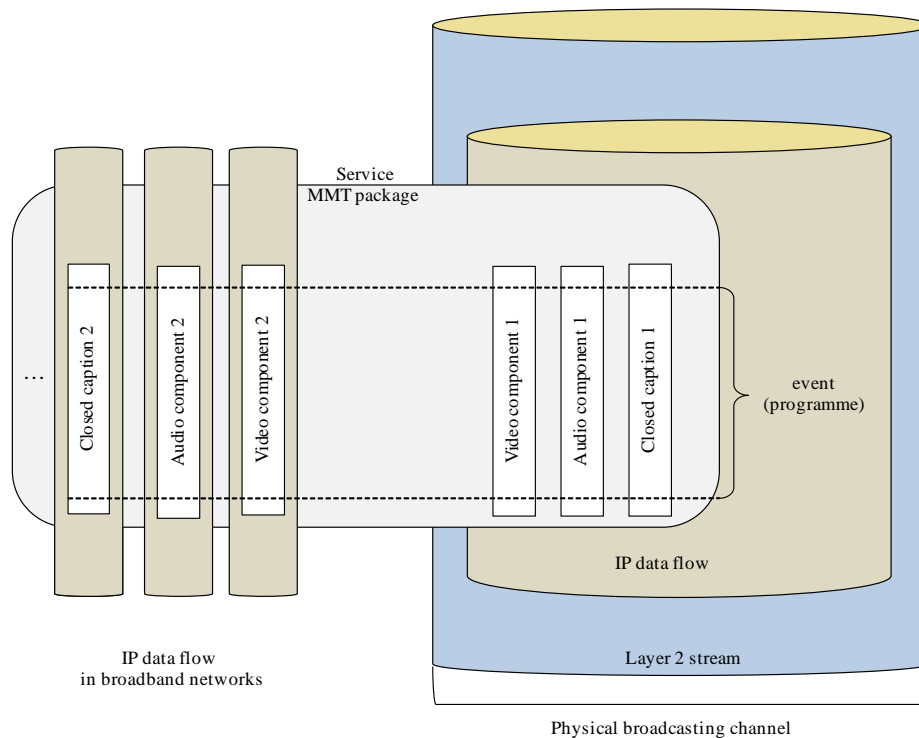 Service
MMT package
...
Closed caption 2
Audio component 2
Video component 2
Video component 1
Audio component 1
Closed caption 1
event
(programme)
IP data flow
IP data flow
in broadband networks
Layer 2 stream
Physical broadcasting channel